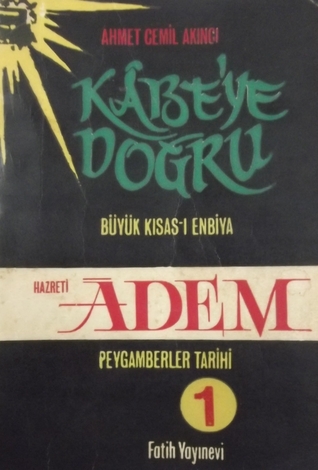 AHMET CEMİL AKINCI
KÂBE'YE
DOĞRU
BÜYÜK KISAS-I ENBİYA
HAZRETİ
ÂDEM
PEYGAMBERLER TARİHİ
1
Fatih Yayınevi